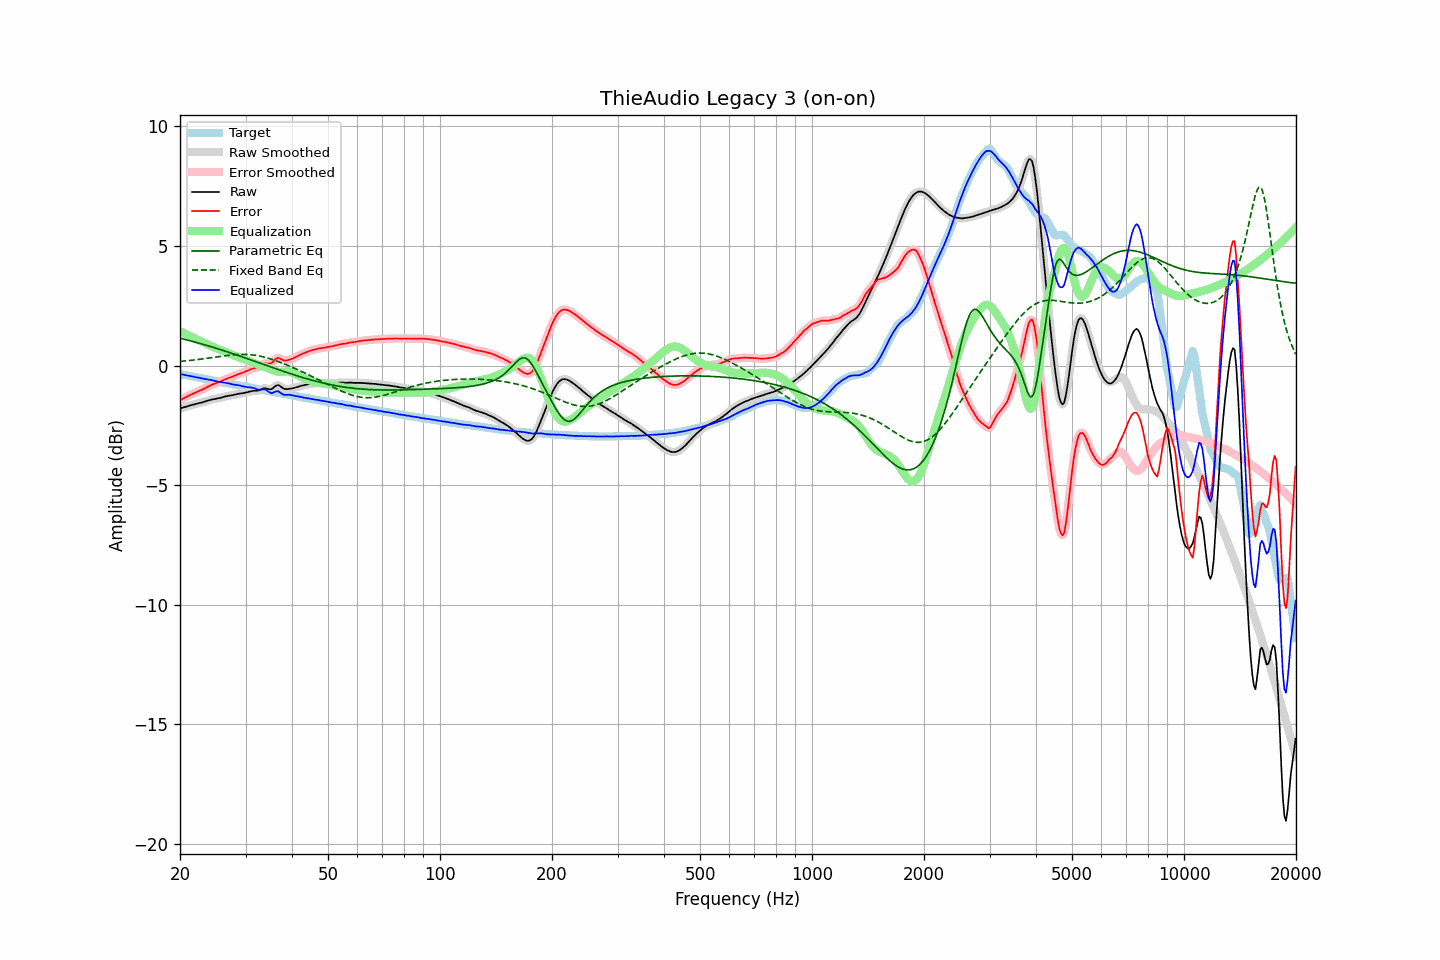 ThieAudio Legacy 3 (on-on)
Target
Raw Smoothed
Error Smoothed
Raw
Error
Equalization
Parametric Eq
Fixed Band Eq
Equalized
10
5
0
−5
−10
−15
−20
Amplitude (dBr)
20 50 100 200 500 1000 2000 5000 10000 20000
Frequency (Hz)